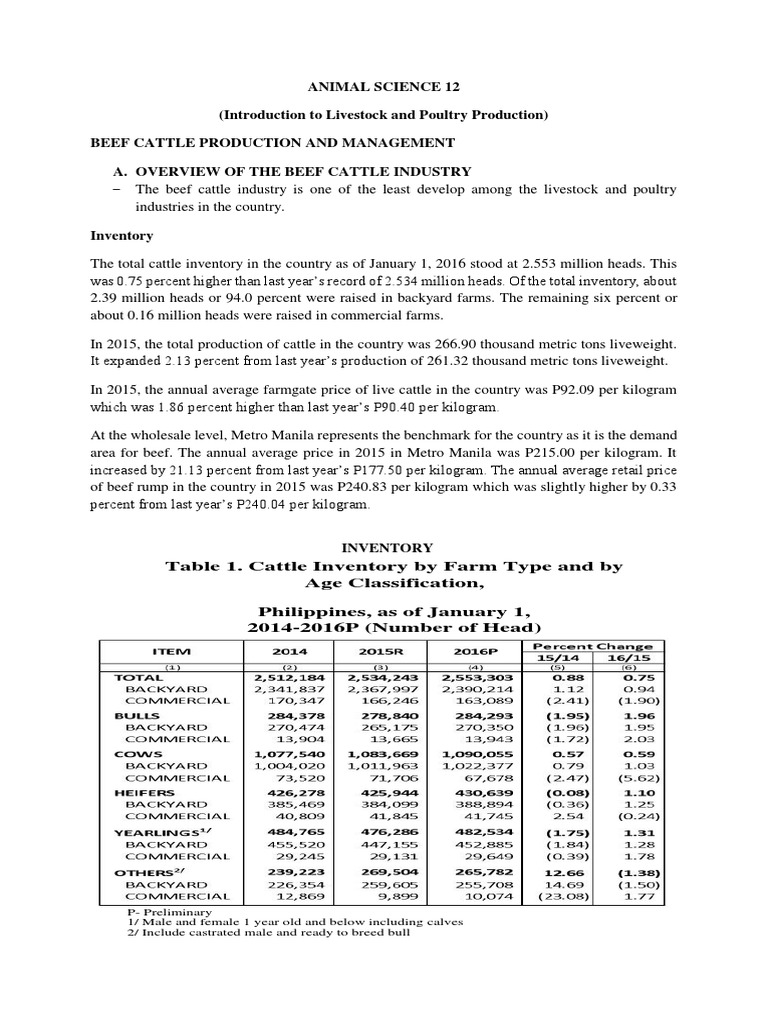 ANIMAL SCIENCE 12
(Introduction to Livestock and Poultry Production)
BEEF CATTLE PRODUCTION AND MANAGEMENT
A. OVERVIEW OF THE BEEF CATTLE INDUSTRY
− The beef cattle industry is one of the least develop among the livestock and poultry
industries in the country.
Inventory
The total cattle inventory in the country as of January 1, 2016 stood at 2.553 million heads. This
was 0.75 percent higher than last year's record of 2.534 million heads. Of the total inventory, about
2.39 million heads or 94.0 percent were raised in backyard farms. The remaining six percent or
about 0.16 million heads were raised in commercial farms.
In 2015, the total production of cattle in the country was 266.90 thousand metric tons liveweight.
It expanded 2.13 percent from last year's production of 261.32 thousand metric tons liveweight.
In 2015, the annual average farmgate price of live cattle in the country was P92.09 per kilogram
which was 1.86 percent higher than last year's P90.40 per kilogram.
At the wholesale level, Metro Manila represents the benchmark for the country as it is the demand
area for beef. The annual average price in 2015 in Metro Manila was P215.00 per kilogram. It
increased by 21.13 percent from last year's P177.50 per kilogram. The annual average retail price
of beef rump in the country in 2015 was P240.83 per kilogram which was slightly higher by 0.33
percent from last year's P240.04 per kilogram.
INVENTORY
Table 1. Cattle Inventory by Farm Type and by
Age Classification,
Philippines, as of January 1,
2014-2016P (Number of Head)
ITEM 2014 2015R 2016P Percent Change
15/14 16/15
(1) (2) (3) (4) (5) (6)
TOTAL 2,512,184 2,534,243 2,553,303 0.88 0.75
BACKYARD 2,341,837 2,367,997 2,390,214 1.12 0.94
COMMERCIAL 170,347 166,246 163,089 (2.41) (1.90)
BULLS 284,378 278,840 284,293 (1.95) 1.96
BACKYARD 270,474 265,175 270,350 (1.96) 1.95
COMMERCIAL 13,904 13,665 13,943 (1.72) 2.03
COWS 1,077,540 1,083,669 1,090,055 0.57 0.59
BACKYARD 1,004,020 1,011,963 1,022,377 0.79 1.03
COMMERCIAL 73,520 71,706 67,678 (2.47) (5.62)
HEIFERS 426,278 425,944 430,639 (0.08) 1.10
BACKYARD 385,469 384,099 388,894 (0.36) 1.25
COMMERCIAL 40,809 41,845 41,745 2.54 (0.24)
YEARLINGS1/ 484,765 476,286 482,534 (1.75) 1.31
BACKYARD 455,520 447,155 452,885 (1.84) 1.28
COMMERCIAL 29,245 29,131 29,649 (0.39) 1.78
OTHERS2/ 239,223 269,504 265,782 12.66 (1.38)
BACKYARD 226,354 259,605 255,708 14.69 (1.50)
COMMERCIAL 12,869 9,899 10,074 (23.08) 1.77
P- Preliminary
1/ Male and female 1 year old and below including calves
2/ Include castrated male and ready to breed bull